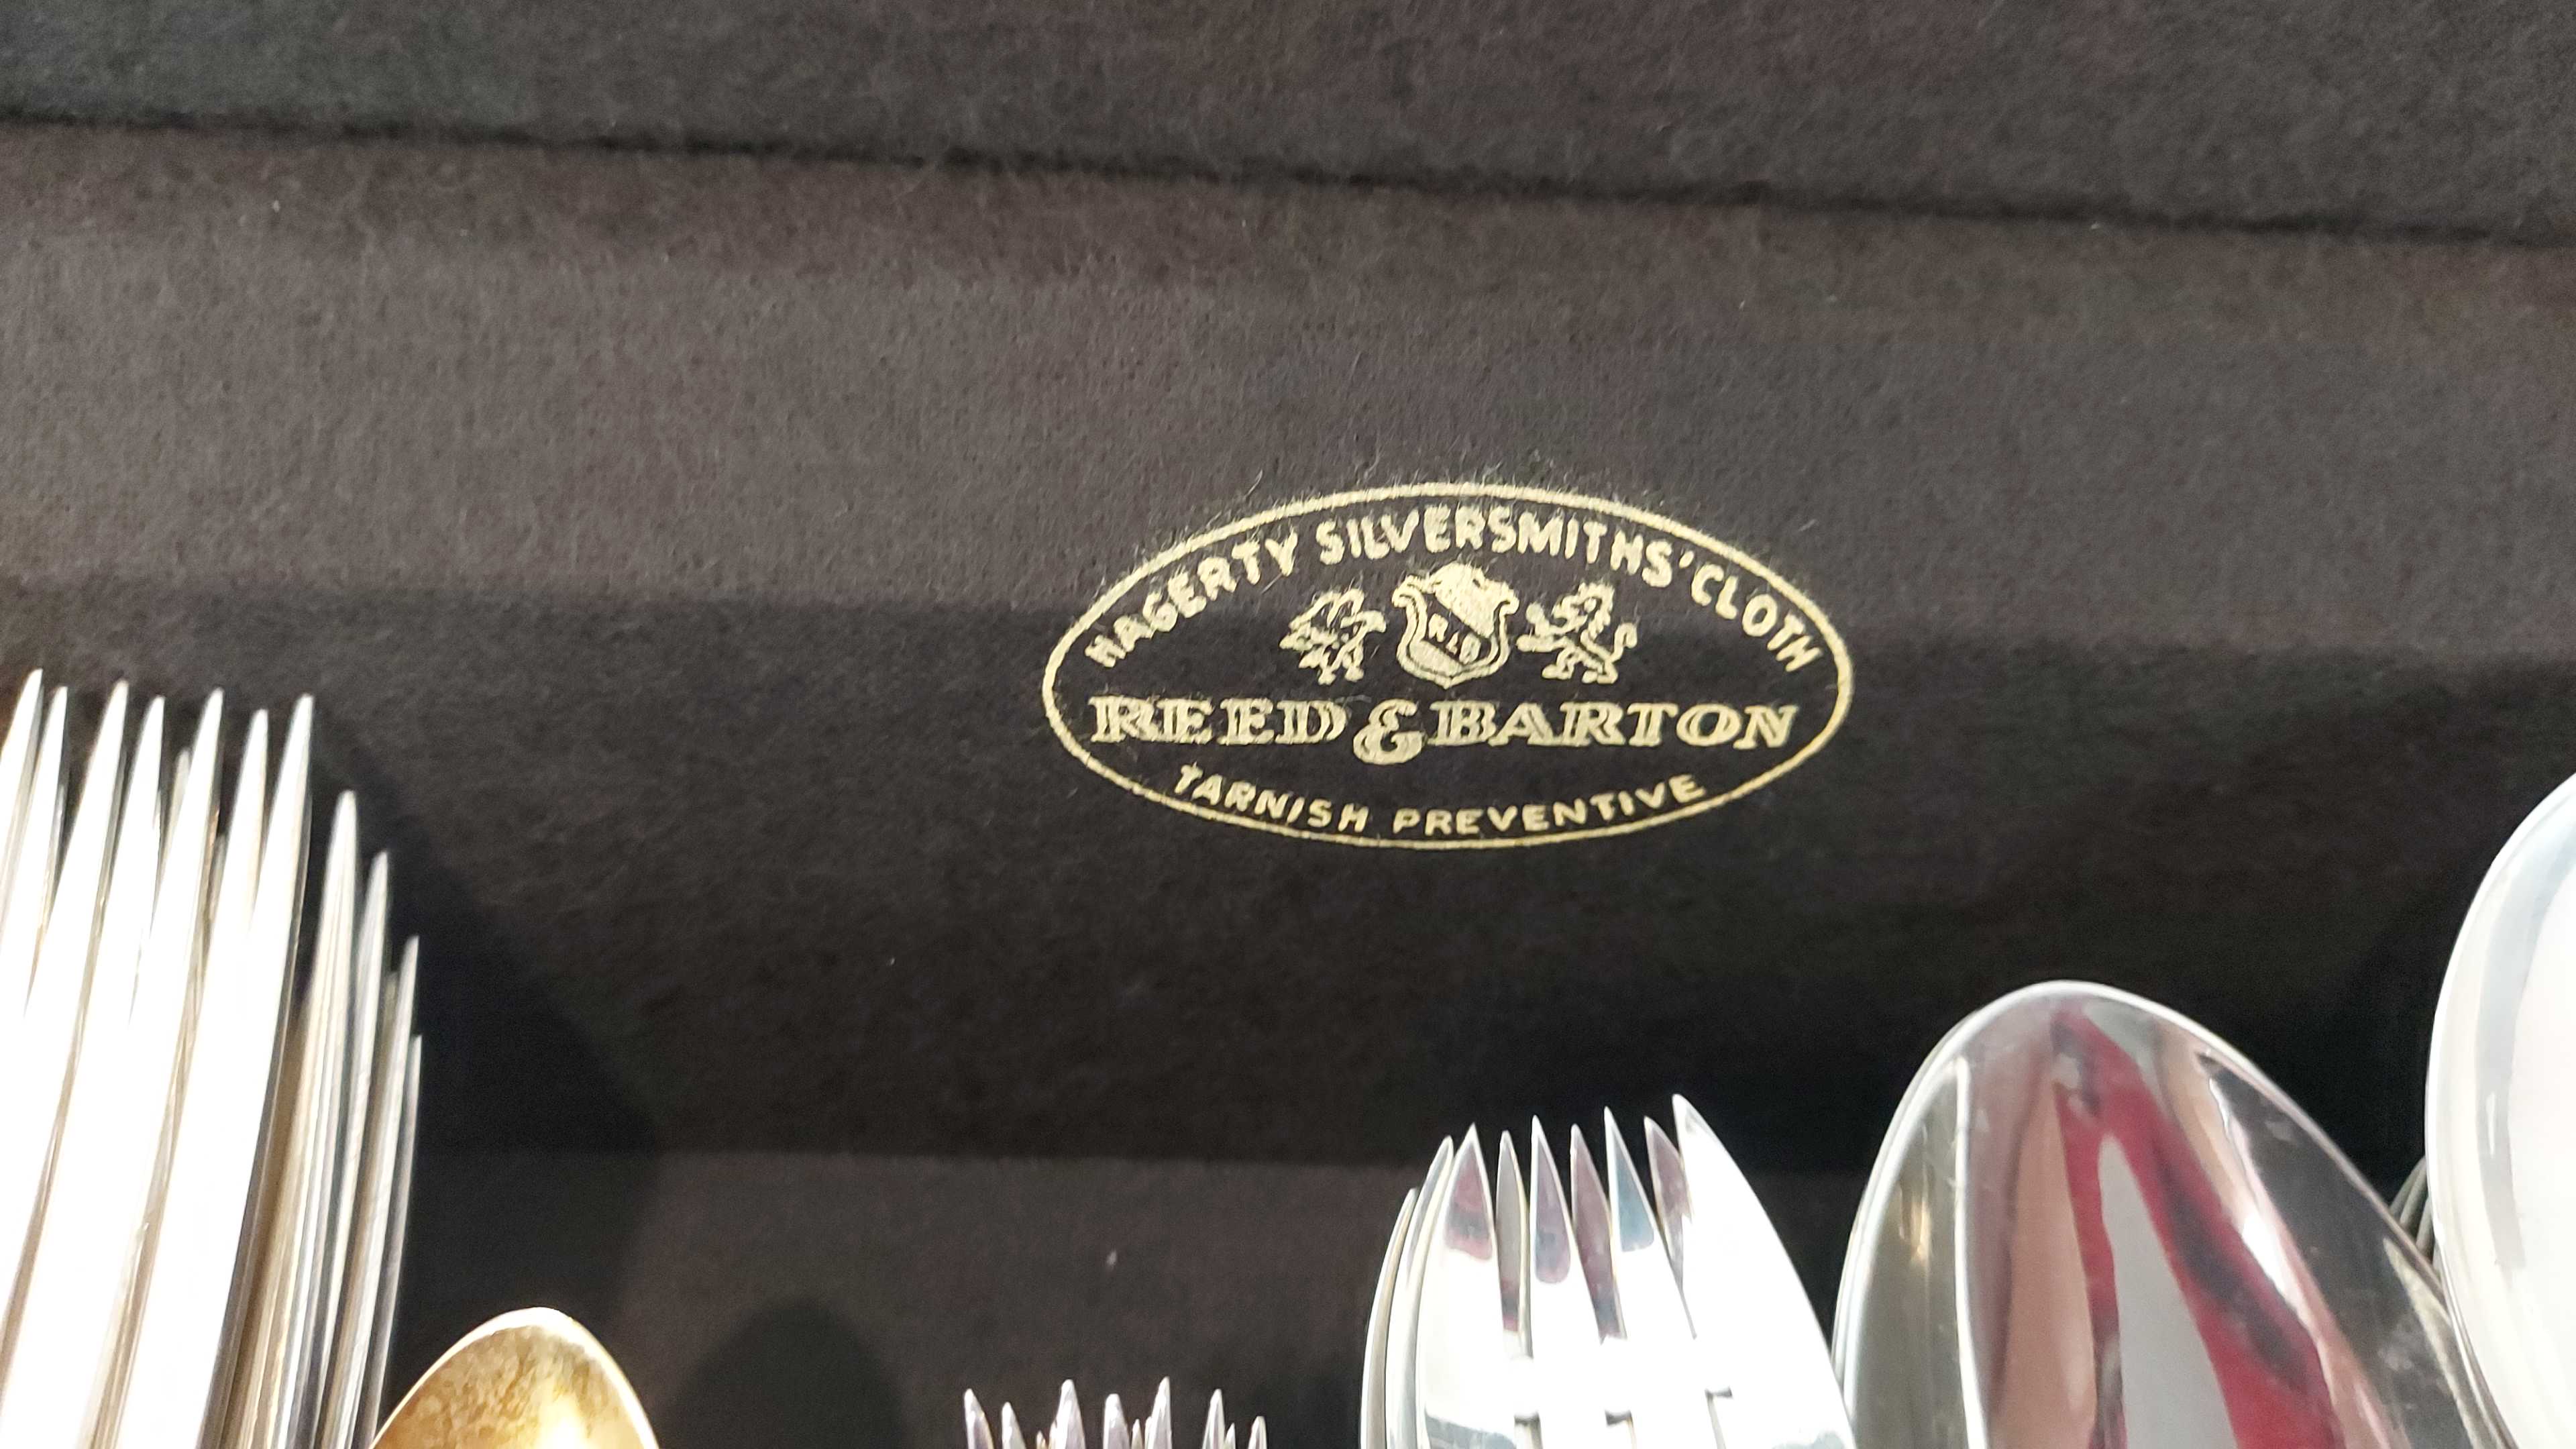 HAGERTY SILVERSMITHS' CLOTH
R & B
REED & BARTON
TARNISH PREVENTIVE